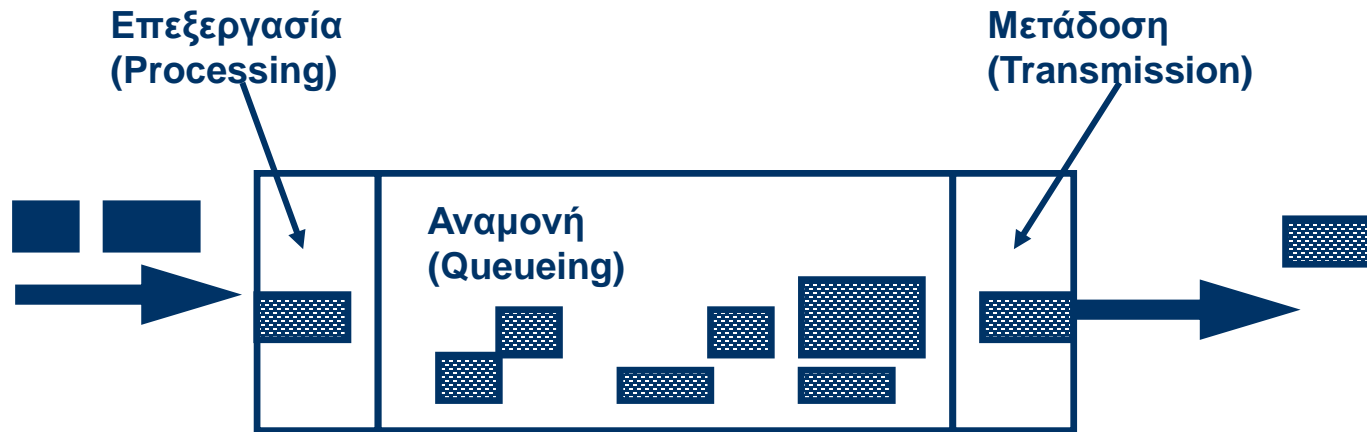 Επεξεργασία
(Processing)
Μετάδοση
(Transmission)
Αναμονή
(Queueing)